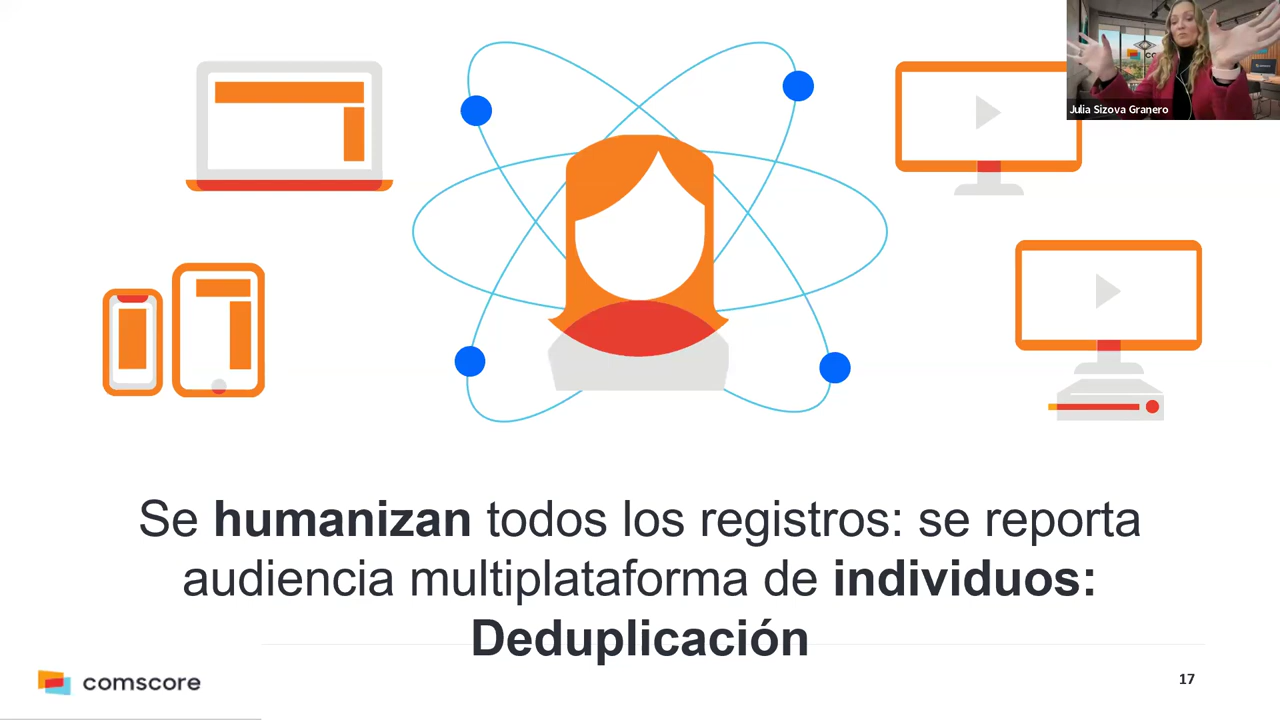 Julia Sizova Granero
Se humanizan todos los registros: se reporta
audiencia multiplataforma de individuos:
Deduplicación
comscore
17